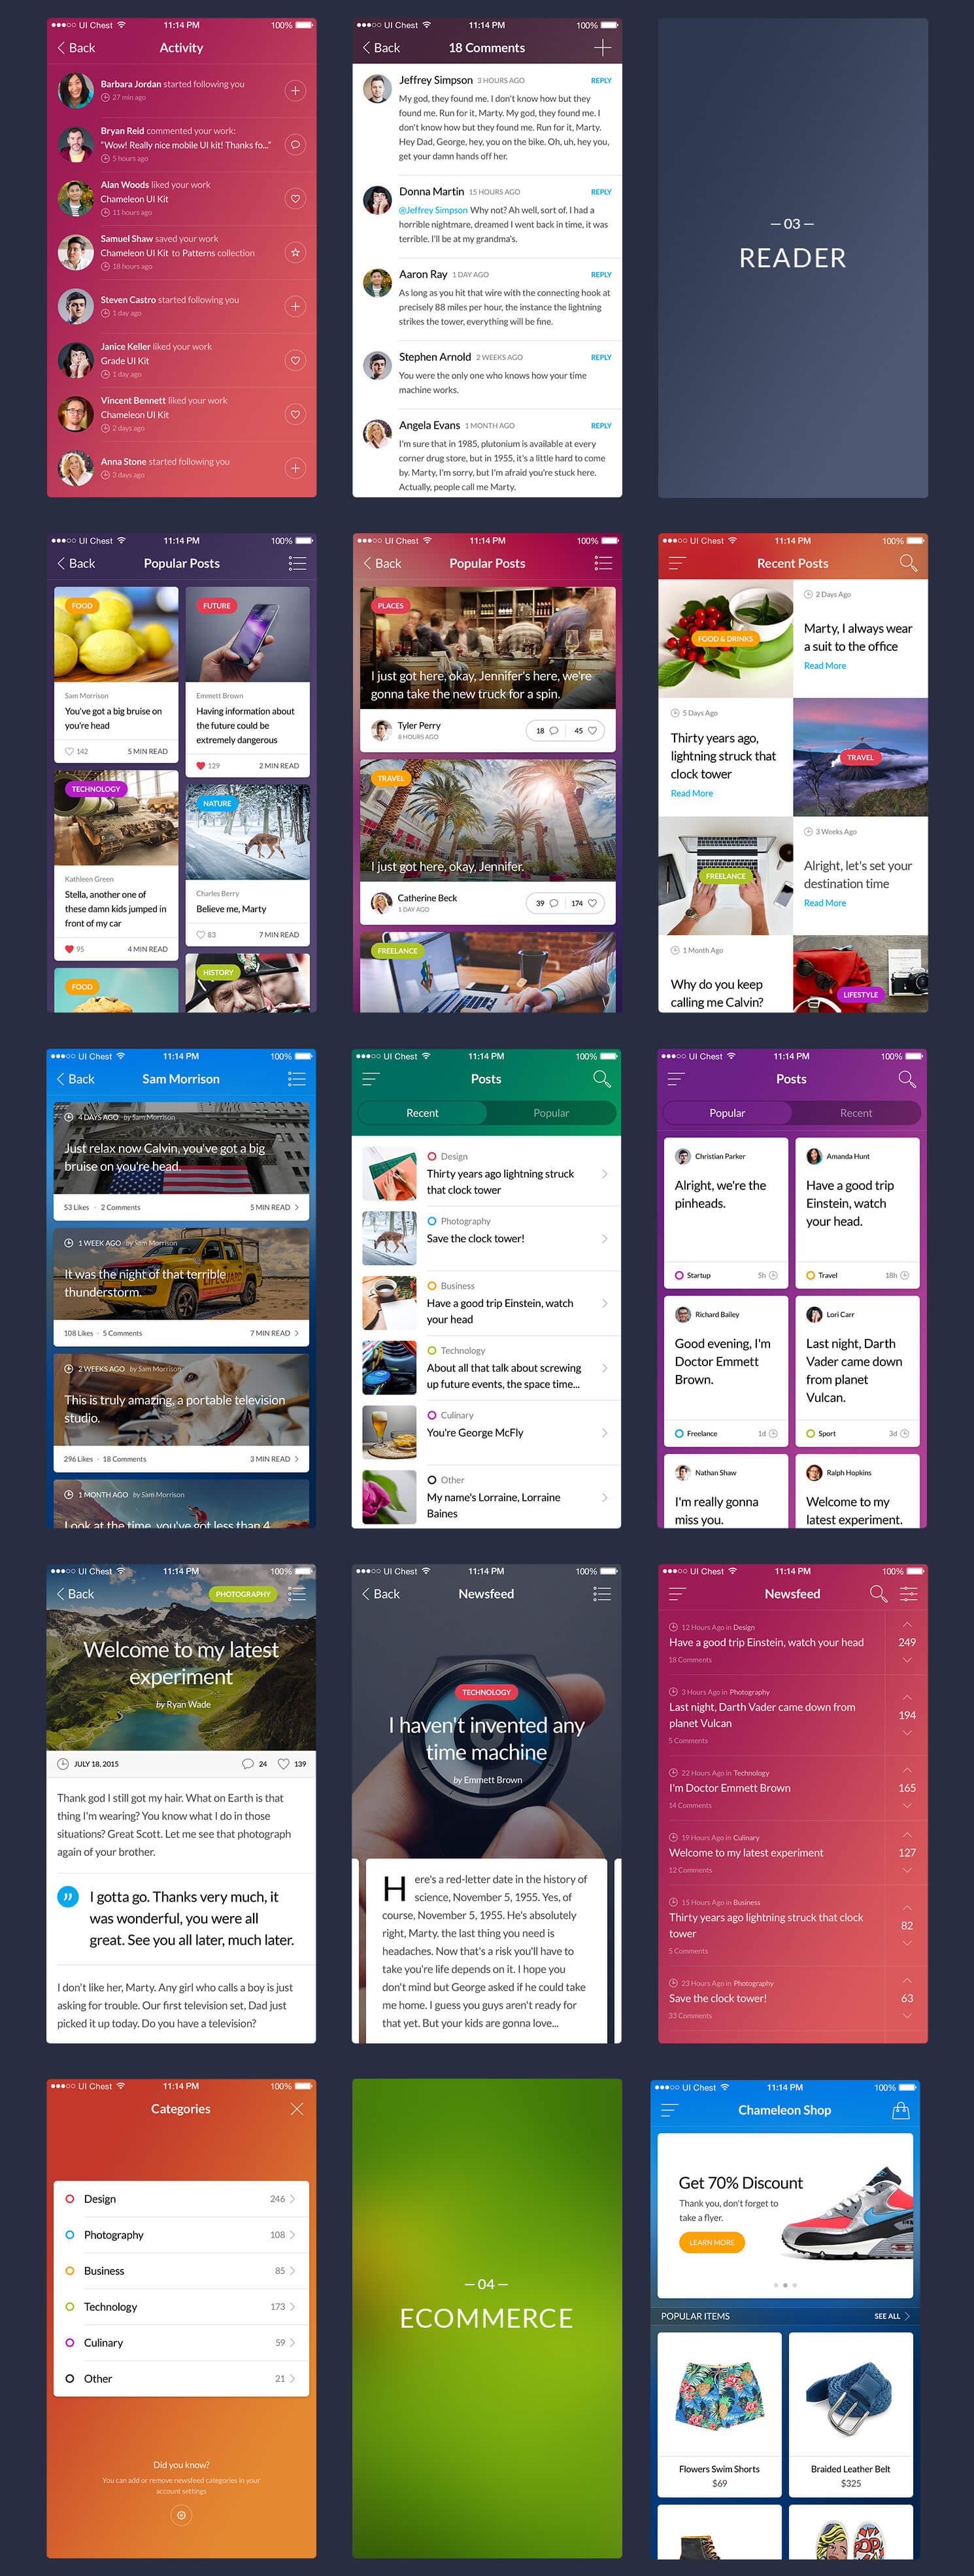 UI Chest 11:14 PM 100%
Back Activity
Barbara Jordan started following you
27 min ago
Bryan Reid commented your work:
"Wow! Really nice mobile UI kit! Thanks fo..."
5 hours ago
Alan Woods liked your work
Chameleon UI Kit
11 hours ago
Samuel Shaw saved your work
Chameleon UI Kit to Patterns collection
18 hours ago
Steven Castro started following you
1 day ago
Janice Keller liked your work
Grade UI Kit
1 day ago
Vincent Bennett liked your work
Chameleon UI Kit
2 days ago
Anna Stone started following you
3 days ago
UI Chest 11:14 PM 100%
Back 18 Comments
Jeffrey Simpson 3 HOURS AGO REPLY
My god, they found me. I don't know how but they
found me. Run for it, Marty. My god, they found me. I
don't know how but they found me. Run for it, Marty.
Hey Dad, George, hey, you on the bike. Oh, uh, hey you,
get your damn hands off her.
Donna Martin 15 HOURS AGO REPLY
@Jeffrey Simpson Why not? Ah well, sort of. I had a
horrible nightmare, dreamed I went back in time, it was
terrible. I'll be at my grandma's.
Aaron Ray 1 DAY AGO REPLY
As long as you hit that wire with the connecting hook at
precisely 88 miles per hour, the instance the lightning
strikes the tower, everything will be fine.
Stephen Arnold 2 WEEKS AGO REPLY
You were the only one who knows how your time
machine works.
Angela Evans 1 MONTH AGO REPLY
I'm sure that in 1985, plutonium is available at every
corner drug store, but in 1955, it's a little hard to come
by. Marty, I'm sorry, but I'm afraid you're stuck here.
Actually, people call me Marty.
— 03 —
READER
UI Chest 11:14 PM 100%
Back Popular Posts
FOOD
Sam Morrison
You've got a big bruise on
you're head
142 5 MIN READ
FUTURE
Emmett Brown
Having information about
the future could be
extremely dangerous
129 2 MIN READ
TECHNOLOGY
Kathleen Green
Stella, another one of
these damn kids jumped in
front of my car
95 4 MIN READ
NATURE
Charles Berry
Believe me, Marty
83 7 MIN READ
FOOD
HISTORY
UI Chest 11:14 PM 100%
Back Popular Posts
PLACES
I just got here, okay, Jennifer's here, we're
gonna take the new truck for a spin.
Tyler Perry
8 HOURS AGO
18 45
TRAVEL
I just got here, okay, Jennifer.
Catherine Beck
1 DAY AGO
39 174
FREELANCE
UI Chest 11:14 PM 100%
Recent Posts
FOOD & DRINKS
2 Days Ago
Marty, I always wear
a suit to the office
Read More
5 Days Ago
Thirty years ago,
lightning struck that
clock tower
Read More
TRAVEL
FREELANCE
3 Weeks Ago
Alright, let's set your
destination time
Read More
1 Month Ago
Why do you keep
calling me Calvin?
LIFESTYLE
UI Chest 11:14 PM 100%
Back Sam Morrison
4 DAYS AGO by Sam Morrison
Just relax now Calvin, you've got a big
bruise on you're head.
53 Likes · 2 Comments 5 MIN READ
1 WEEK AGO by Sam Morrison
It was the night of that terrible
thunderstorm.
108 Likes · 5 Comments 7 MIN READ
2 WEEKS AGO by Sam Morrison
This is truly amazing, a portable television
studio.
296 Likes · 18 Comments 3 MIN READ
1 MONTH AGO by Sam Morrison
Look at the time, you've got less than 4
UI Chest 11:14 PM 100%
Posts
Recent Popular
Design
Thirty years ago lightning struck
that clock tower
Photography
Save the clock tower!
Business
Have a good trip Einstein, watch
your head
Technology
About all that talk about screwing
up future events, the space time...
Culinary
You're George McFly
Other
My name's Lorraine, Lorraine
Baines
UI Chest 11:14 PM 100%
Posts
Popular Recent
Christian Parker
Alright, we're the
pinheads.
Startup 5h
Amanda Hunt
Have a good trip
Einstein, watch
your head.
Travel 18h
Richard Bailey
Good evening, I'm
Doctor Emmett
Brown.
Freelance 1d
Lori Carr
Last night, Darth
Vader came down
from planet
Vulcan.
Sport 3d
Nathan Shaw
I'm really gonna
miss you.
Ralph Hopkins
Welcome to my
latest experiment.
UI Chest 11:14 PM 100%
Back PHOTOGRAPHY
Welcome to my latest
experiment
by Ryan Wade
JULY 18, 2015 24 139
Thank god I still got my hair. What on Earth is that
thing I'm wearing? You know what I do in those
situations? Great Scott. Let me see that photograph
again of your brother.
I gotta go. Thanks very much, it
was wonderful, you were all
great. See you all later, much later.
I don't like her, Marty. Any girl who calls a boy is just
asking for trouble. Our first television set, Dad just
picked it up today. Do you have a television?
UI Chest 11:14 PM 100%
Back Newsfeed
TECHNOLOGY
I haven't invented any
time machine
by Emmett Brown
Here's a red-letter date in the history of
science, November 5, 1955. Yes, of
course, November 5, 1955. He's absolutely
right, Marty. the last thing you need is
headaches. Now that's a risk you'll have to
take you're life depends on it. I hope you
don't mind but George asked if he could take
me home. I guess you guys aren't ready for
that yet. But your kids are gonna love...
UI Chest 11:14 PM 100%
Newsfeed
12 Hours Ago in Design
Have a good trip Einstein, watch your head
18 Comments
249
3 Hours Ago in Photography
Last night, Darth Vader came down from
planet Vulcan
5 Comments
194
22 Hours Ago in Technology
I'm Doctor Emmett Brown
14 Comments
165
19 Hours Ago in Culinary
Welcome to my latest experiment
12 Comments
127
15 Hours Ago in Business
Thirty years ago lightning struck that clock
tower
5 Comments
82
23 Hours Ago in Photography
Save the clock tower!
33 Comments
63
UI Chest 11:14 PM 100%
Categories
Design 246
Photography 108
Business 85
Technology 173
Culinary 59
Other 21
Did you know?
You can add or remove newsfeed categories in your
account settings
— 04 —
ECOMMERCE
UI Chest 11:14 PM 100%
Chameleon Shop
Get 70% Discount
Thank you, don't forget to
take a flyer.
LEARN MORE
POPULAR ITEMS SEE ALL
Flowers Swim Shorts
$69
Braided Leather Belt
$325